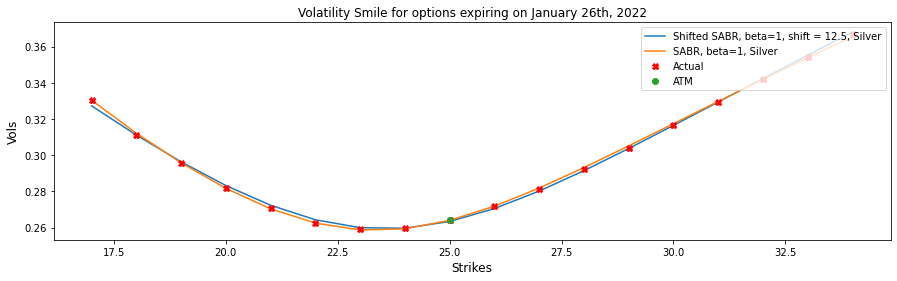 Volatility Smile for options expiring on January 26th, 2022
Shifted SABR, beta=1, shift = 12.5, Silver
SABR, beta=1, Silver
Actual
ATM
Vols
0.36
0.34
0.32
0.30
0.28
0.26
17.5 20.0 22.5 25.0 27.5 30.0 32.5
Strikes